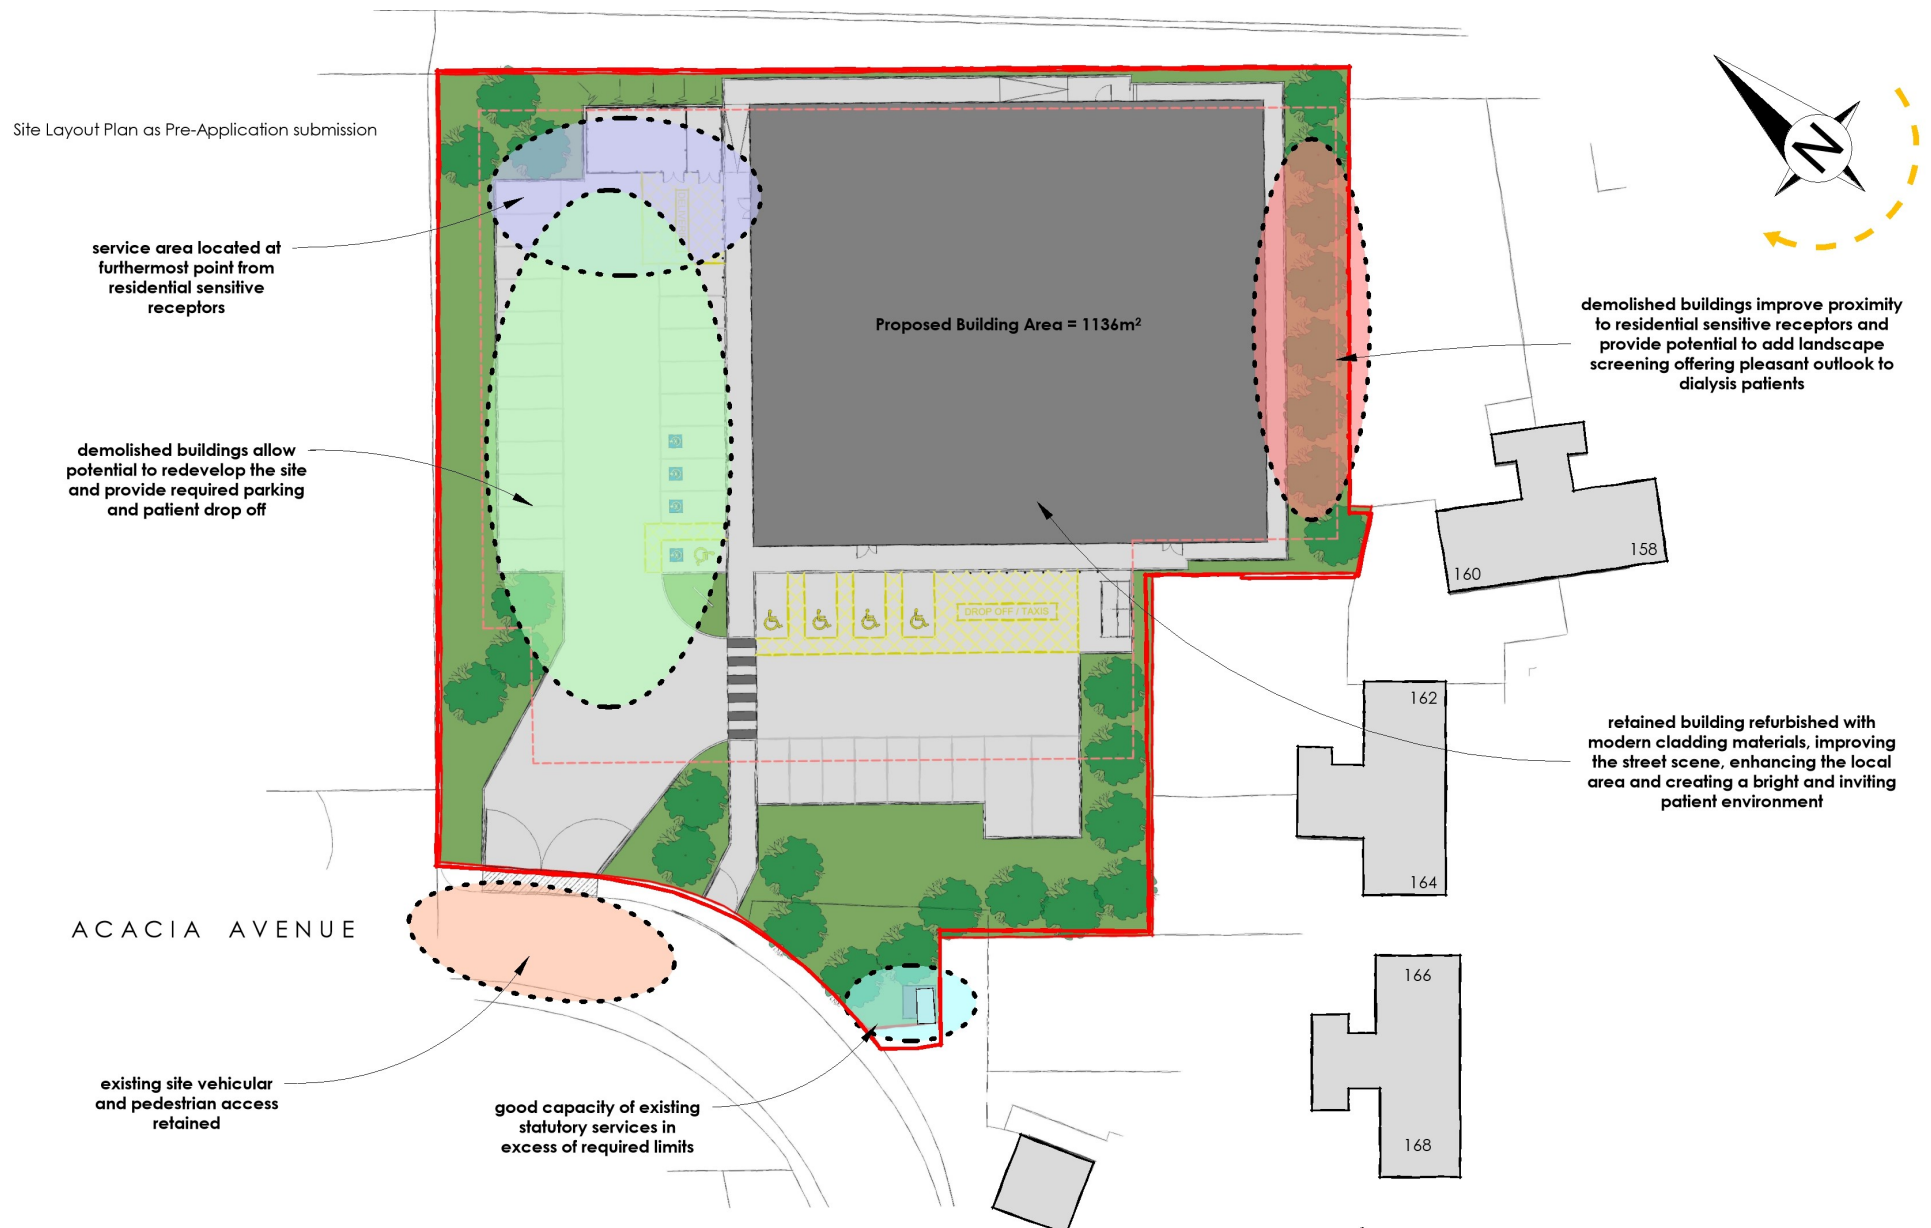 Site Layout Plan as Pre-Application submission
service area located at
furthermost point from
residential sensitive
receptors
demolished buildings allow
potential to redevelop the site
and provide required parking
and patient drop off
Proposed Building Area = 1136m²
N
demolished buildings improve proximity
to residential sensitive receptors and
provide potential to add landscape
screening offering pleasant outlook to
dialysis patients
158
160
DROP OFF / TAXIS
162
164
retained building refurbished with
modern cladding materials, improving
the street scene, enhancing the local
area and creating a bright and inviting
patient environment
ACACIA AVENUE
166
168
existing site vehicular
and pedestrian access
retained
good capacity of existing
statutory services in
excess of required limits